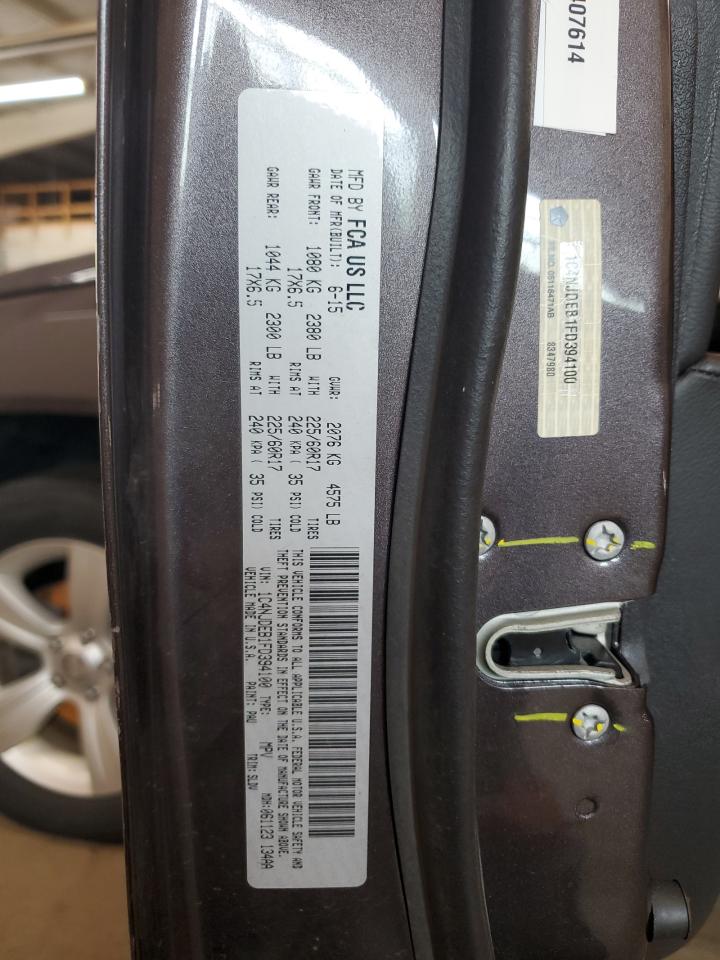 MFD BY FCA US LLC
DATE OF MFR(BUILT): 6-15 GVWR: 2076 KG 4575 LB
GAWR FRONT: 1080 KG 2380 LB WITH 225/60R17 TIRES
17X6.5 RIMS AT 240 KPA ( 35 PSI) COLD
GAWR REAR: 1044 KG 2300 LB WITH 225/60R17 TIRES
17X6.5 RIMS AT 240 KPA ( 35 PSI) COLD
THIS VEHICLE CONFORMS TO ALL APPLICABLE U.S.A. FEDERAL MOTOR VEHICLE SAFETY AND
THEFT PREVENTION STANDARDS IN EFFECT ON THE DATE OF MANUFACTURE SHOWN ABOVE.
VIN: 1C4NJDEB1FD394100 TYPE: MPV MDH:061123 134AA
VEHICLE MADE IN U.S.A. PAINT: PAU TRIM: SLDV
407614
1C4NJDEB1FD394100
05116471AB 8347980